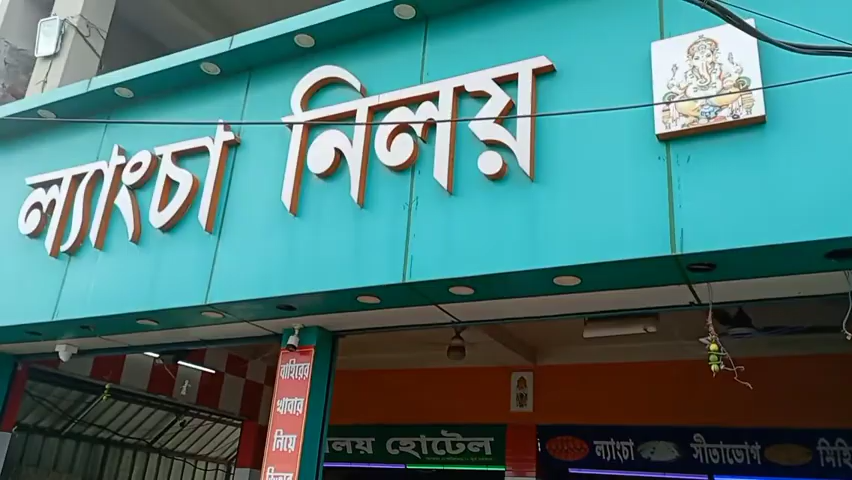 ল্যাংচা নিলয়
বাহিরের
খাবার
নিয়ে
নিলয় হোটেল
ল্যাংচা সীতাভোগ